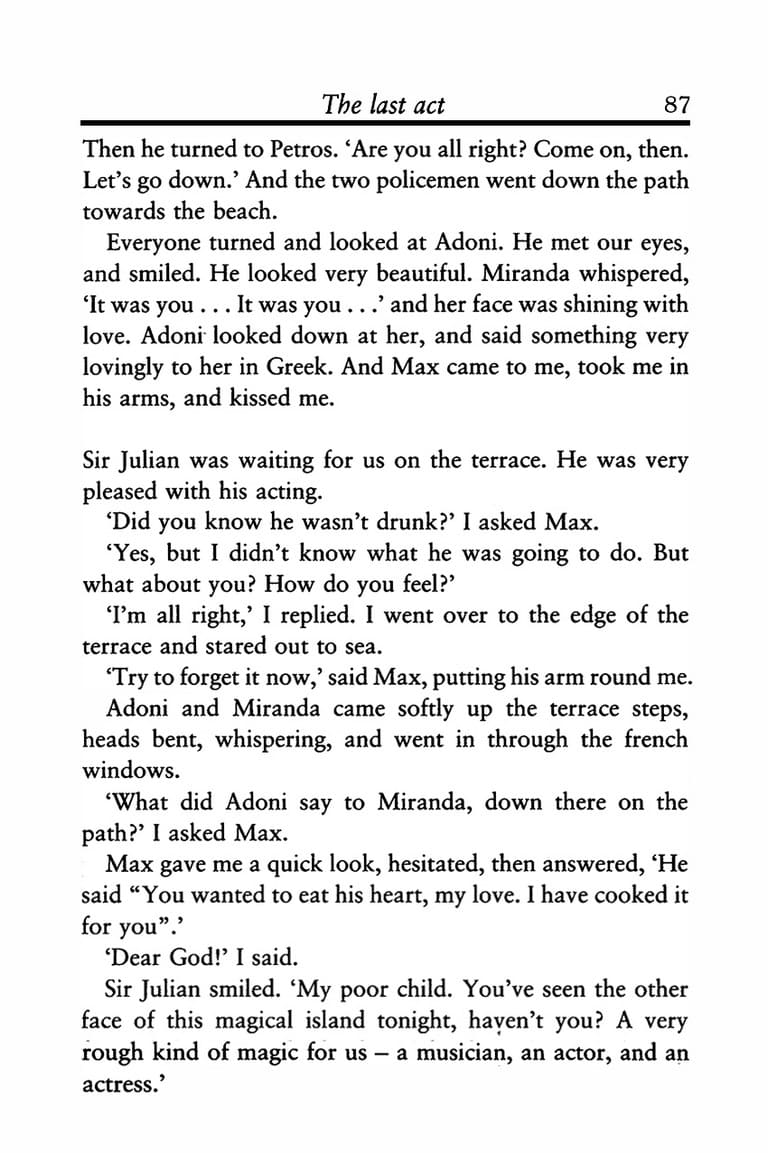 The last act 87
Then he turned to Petros. ‘Are you all right? Come on, then.
Let’s go down.’ And the two policemen went down the path
towards the beach.
Everyone turned and looked at Adoni. He met our eyes,
and smiled. He looked very beautiful. Miranda whispered,
‘It was you . . . It was you . . .’ and her face was shining with
love. Adoni looked down at her, and said something very
lovingly to her in Greek. And Max came to me, took me in
his arms, and kissed me.
Sir Julian was waiting for us on the terrace. He was very
pleased with his acting.
‘Did you know he wasn’t drunk?’ I asked Max.
‘Yes, but I didn’t know what he was going to do. But
what about you? How do you feel?’
‘I’m all right,’ I replied. I went over to the edge of the
terrace and stared out to sea.
‘Try to forget it now,’ said Max, putting his arm round me.
Adoni and Miranda came softly up the terrace steps,
heads bent, whispering, and went in through the french
windows.
‘What did Adoni say to Miranda, down there on the
path?’ I asked Max.
Max gave me a quick look, hesitated, then answered, ‘He
said “You wanted to eat his heart, my love. I have cooked it
for you”.’
‘Dear God!’ I said.
Sir Julian smiled. ‘My poor child. You’ve seen the other
face of this magical island tonight, haven’t you? A very
rough kind of magic for us – a musician, an actor, and an
actress.’